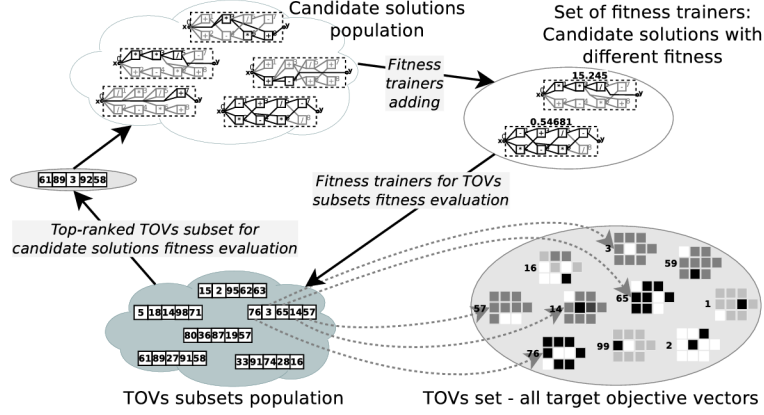 Candidate solutions
population
Set of fitness trainers:
Candidate solutions with
different fitness
Fitness
trainers
adding
15.245
0.54681
61 89 3 92 58
Fitness trainers for TOVs
subsets fitness evaluation
Top-ranked TOVs subset for
candidate solutions fitness evaluation
15 2 95 62 63
5 18 14 98 71
76 3 65 14 57
80 36 87 19 57
61 89 27 91 58
33 91 74 28 16
3
59
16
65
1
57
14
99
2
76
TOVs subsets population
TOVs set - all target objective vectors